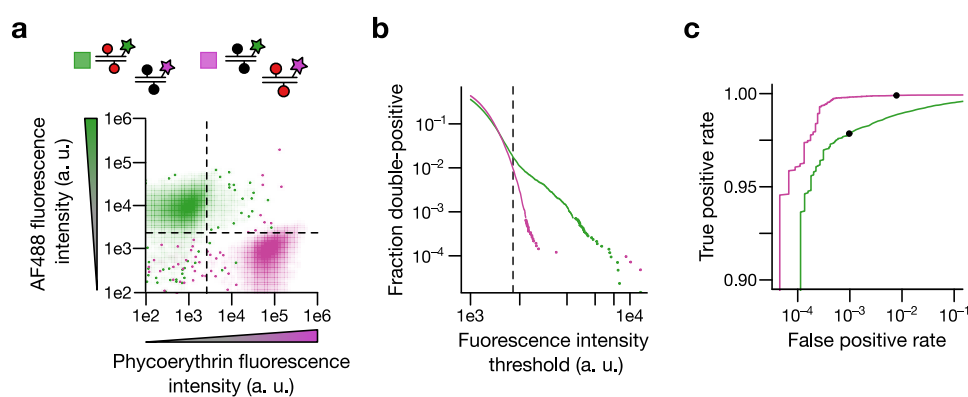 a
b
c
AF488 fluorescence
intensity (a. u.)
1e6
1e5
1e4
1e3
1e2
1e2 1e3 1e4 1e5 1e6
Phycoerythrin fluorescence
intensity (a. u.)
Fraction double-positive
10⁻¹
10⁻²
10⁻³
10⁻⁴
1e3 1e4
Fuorescence intensity
threshold (a. u.)
True positive rate
1.00
0.95
0.90
10⁻⁴ 10⁻³ 10⁻² 10⁻¹
False positive rate